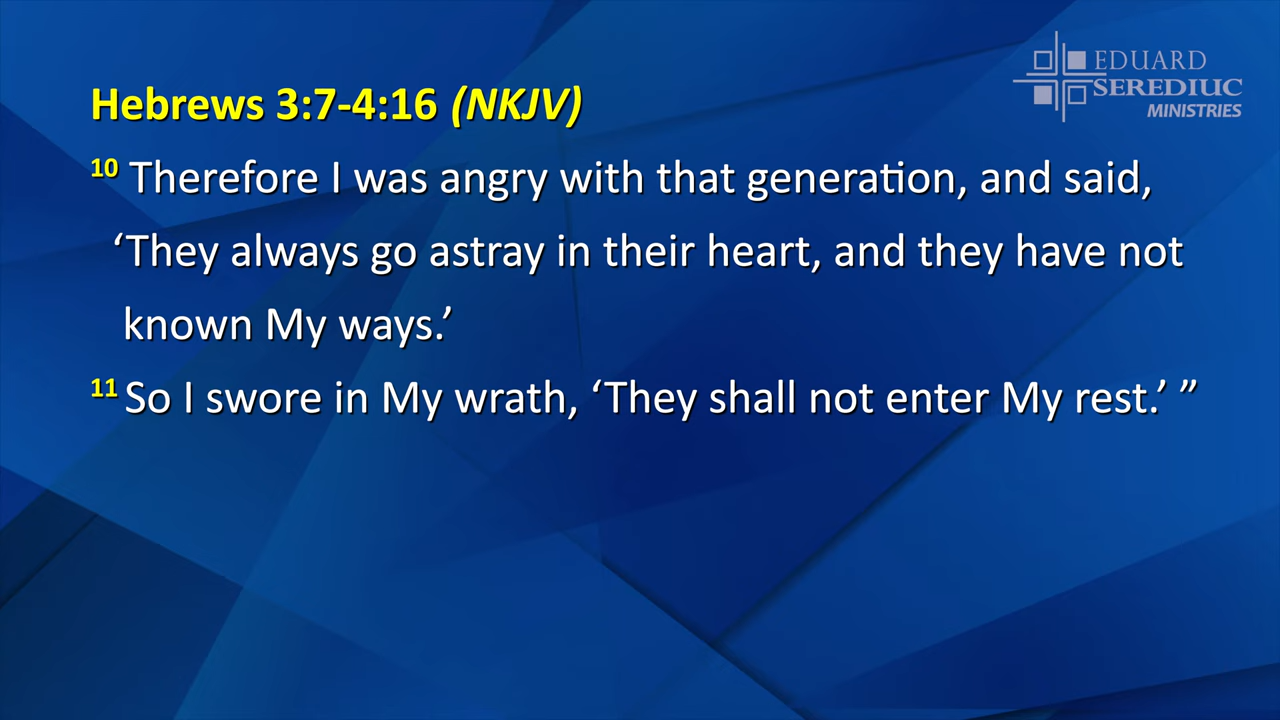 EDUARD
SEREDIUC
MINISTRIES
Hebrews 3:7-4:16 (NKJV)
10 Therefore I was angry with that generation, and said,
‘They always go astray in their heart, and they have not
known My ways.’
11 So I swore in My wrath, ‘They shall not enter My rest.’ ”